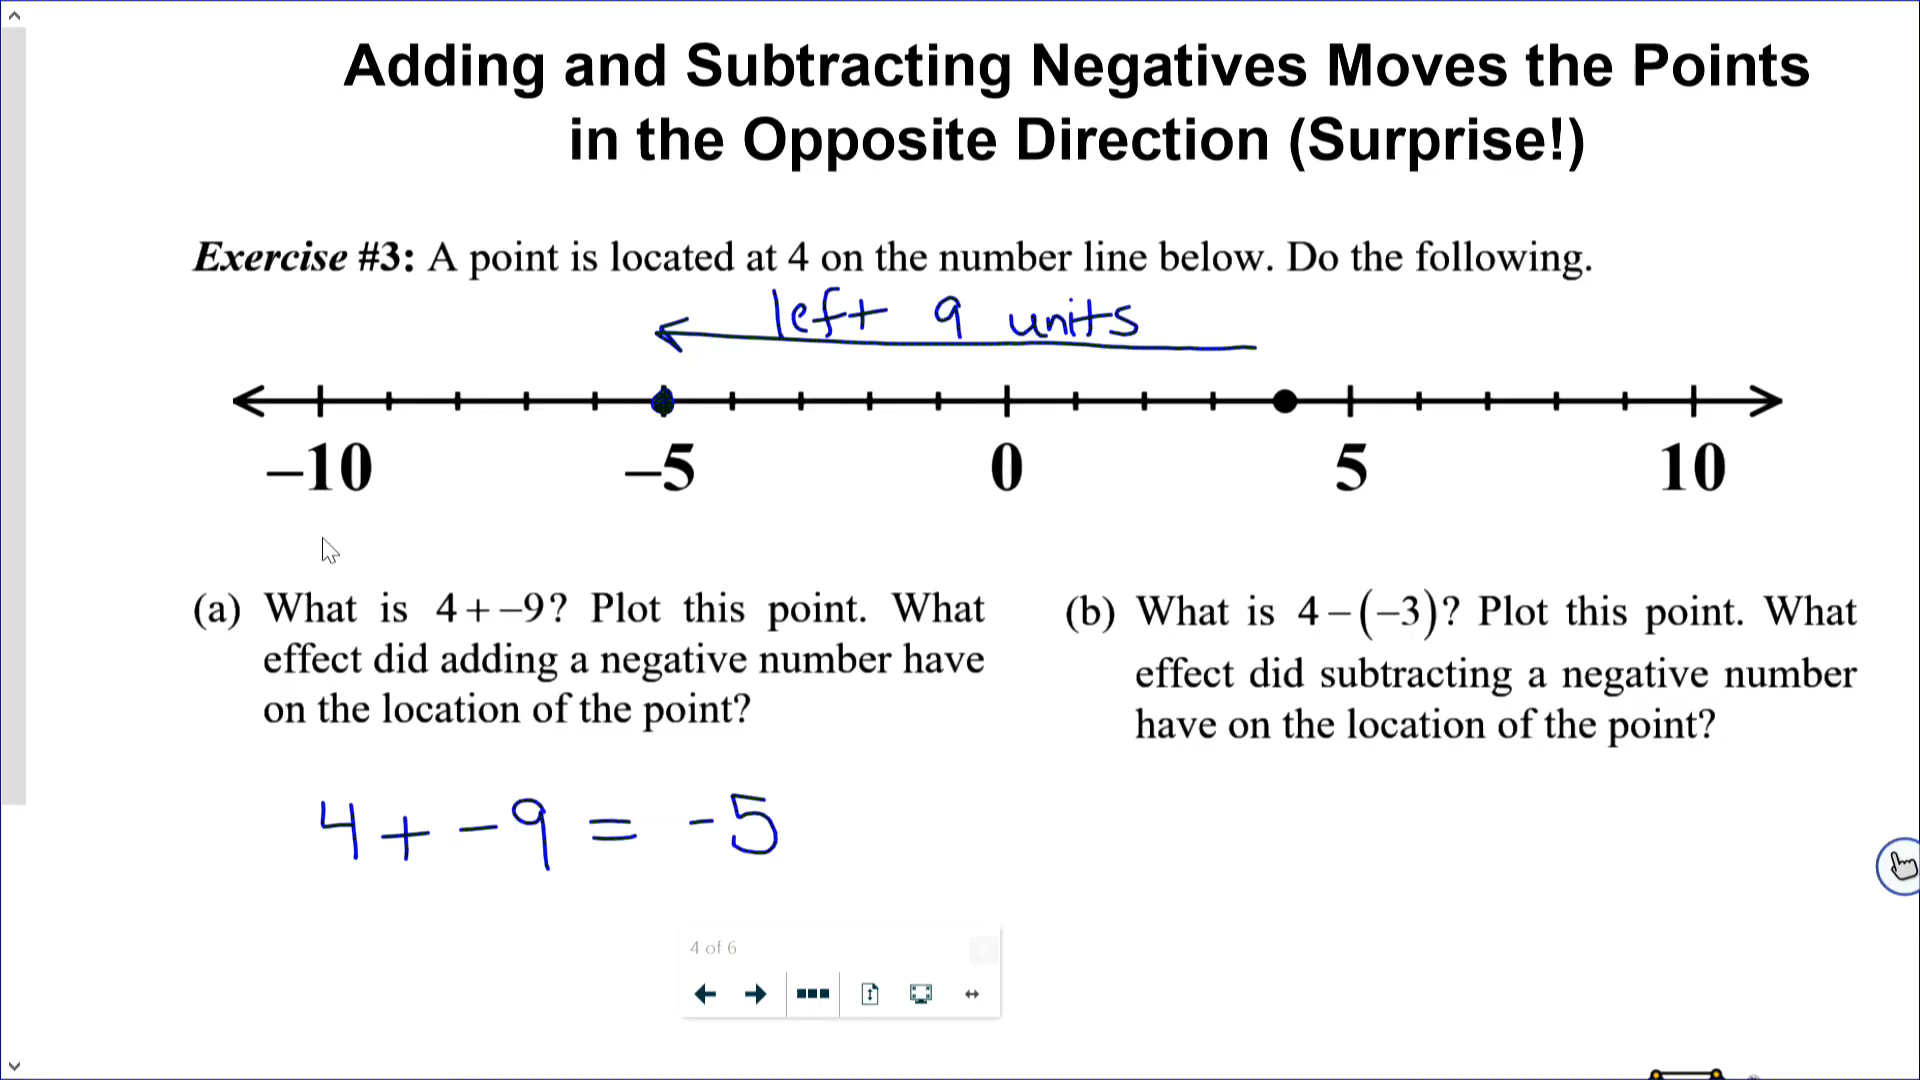 Adding and Subtracting Negatives Moves the Points
in the Opposite Direction (Surprise!)
Exercise #3: A point is located at 4 on the number line below. Do the following.
left 9 units
–10 –5 0 5 10
(a) What is 4+–9? Plot this point. What
effect did adding a negative number have
on the location of the point?
(b) What is 4–(–3)? Plot this point. What
effect did subtracting a negative number
have on the location of the point?
4 + -9 = -5
4 of 6